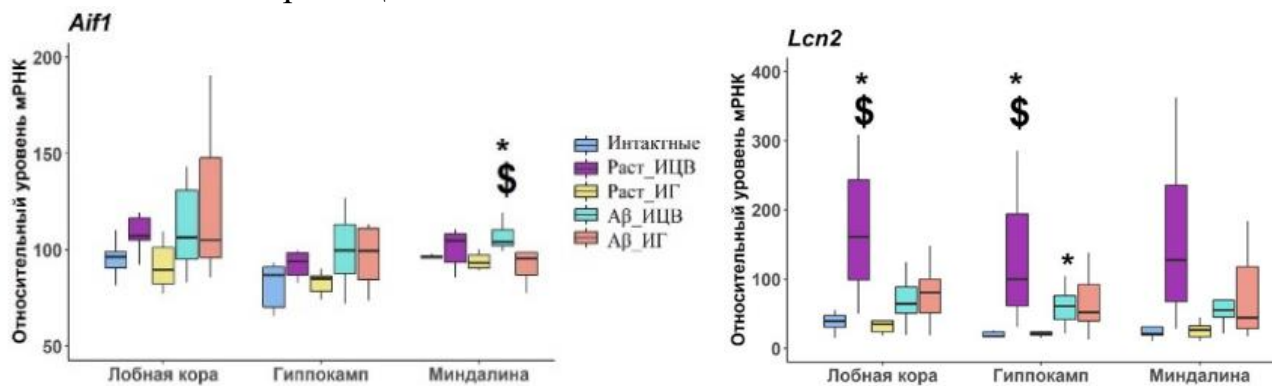 Aif1
Относительный уровень мРНК
200
150
100
50
*
$
Лобная кора
Гиппокамп
Миндалина
Интактные
Раст_ИЦВ
Раст_ИГ
Aβ_ИЦВ
Aβ_ИГ
Lcn2
Относительный уровень мРНК
400
300
200
100
0
*
$
*
$
*
Лобная кора
Гиппокамп
Миндалина